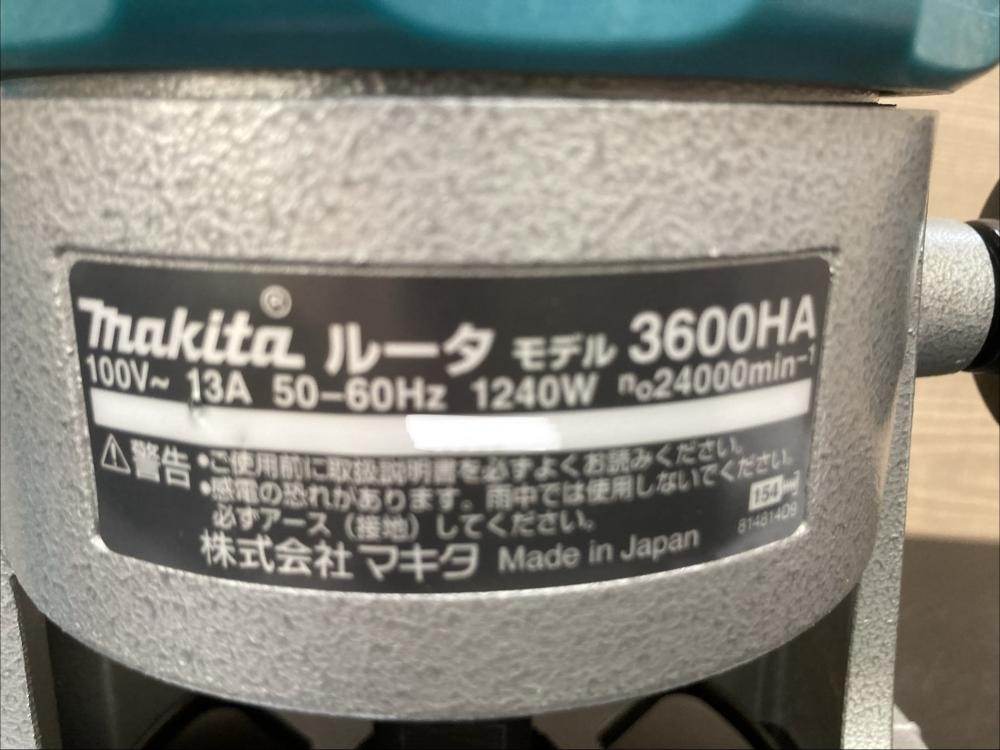 makita® ルータ モデル 3600HA
100V~ 13A 50-60Hz 1240W n₀24000min⁻¹
⚠警告 •ご使用前に取扱説明書を必ずよくお読みください。
•感電の恐れがあります。雨中では使用しないでください。
必ずアース（接地）してください。
154
814814D9
株式会社 マキタ Made in Japan